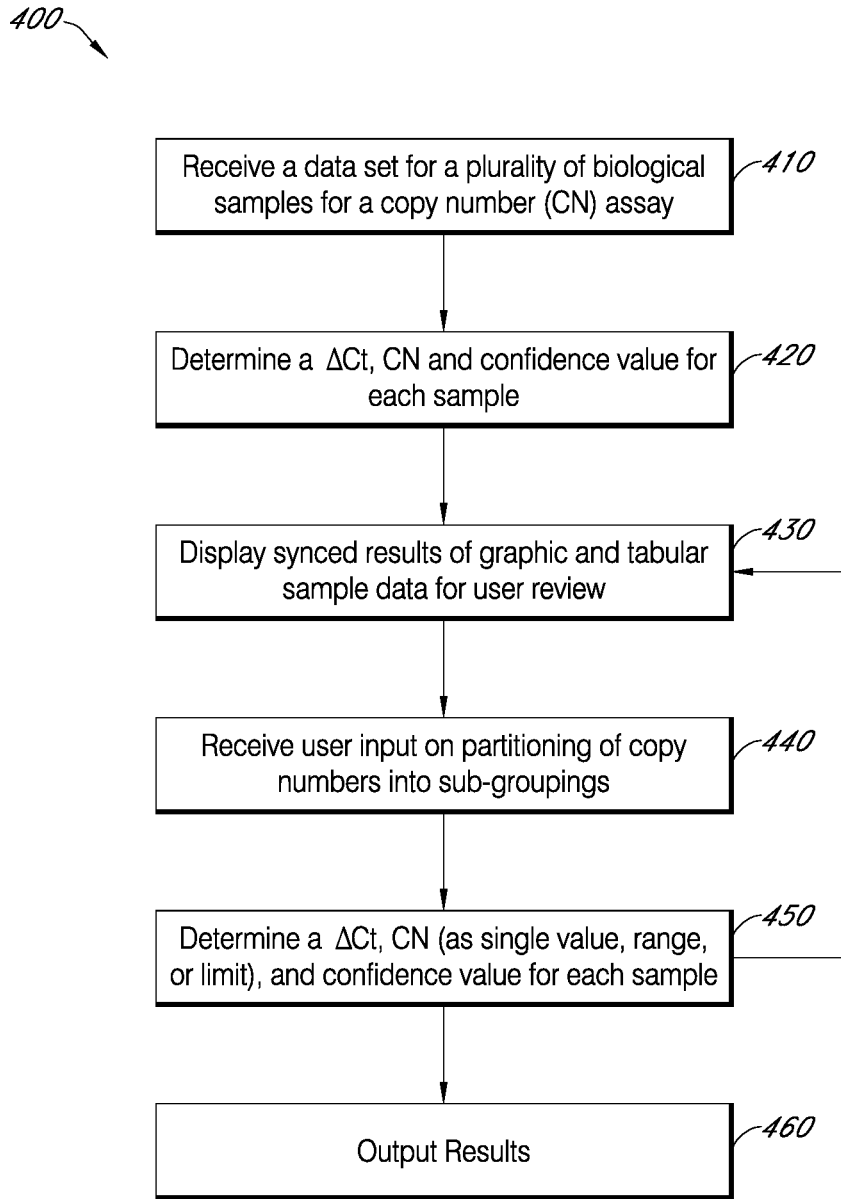 400
Receive a data set for a plurality of biological
samples for a copy number (CN) assay
410
Determine a ΔCt, CN and confidence value for
each sample
420
Display synced results of graphic and tabular
sample data for user review
430
Receive user input on partitioning of copy
numbers into sub-groupings
440
Determine a ΔCt, CN (as single value, range,
or limit), and confidence value for each sample
450
Output Results
460